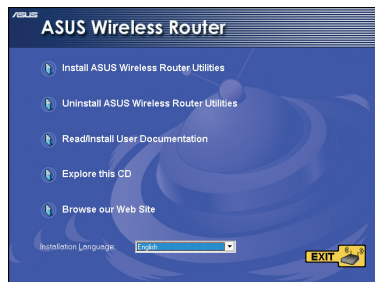 ASUS
ASUS Wireless Router
Install ASUS Wireless Router Utilities
Uninstall ASUS Wireless Router Utilities
Read/Install User Documentation
Explore this CD
Browse our Web Site
Installation Language: English
EXIT